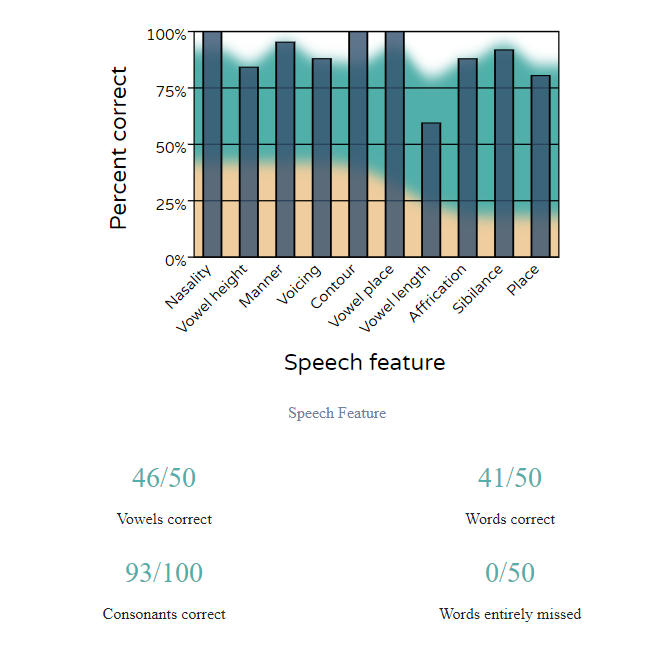 100%
75%
50%
25%
0%
Percent correct
Nasality
Vowel height
Manner
Voicing
Contour
Vowel place
Vowel length
Affrication
Sibilance
Place
Speech feature
Speech Feature
46/50
Vowels correct
41/50
Words correct
93/100
Consonants correct
0/50
Words entirely missed